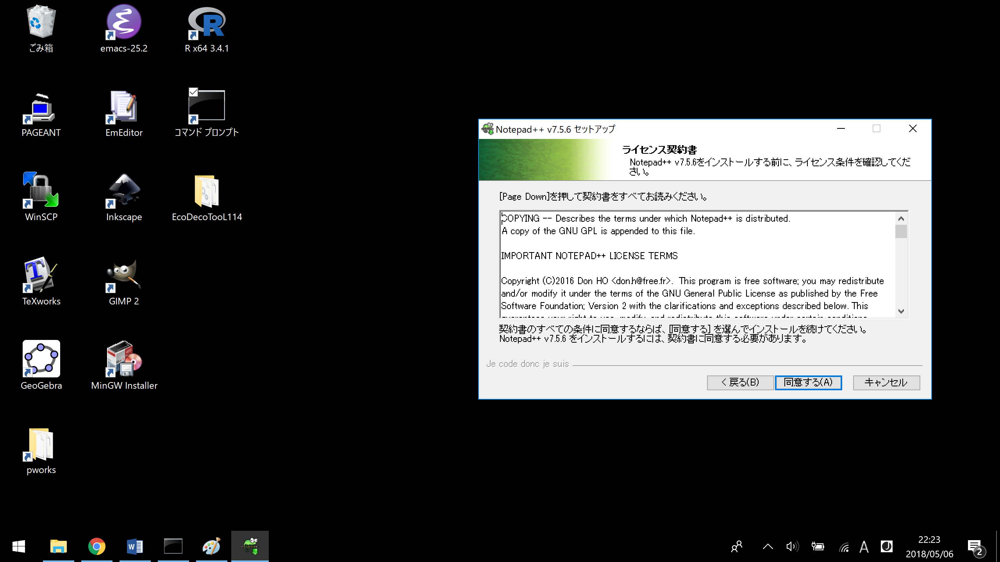 ごみ箱
emacs-25.2
R x64 3.4.1
PAGEANT
EmEditor
コマンド プロンプト
WinSCP
Inkscape
EcoDecoTooL114
TeXworks
GIMP 2
GeoGebra
MinGW Installer
pworks
Notepad++ v7.5.6 セットアップ
ライセンス契約書
Notepad++ v7.5.6をインストールする前に、ライセンス条件を確認してくだ
さい。
[Page Down]を押して契約書をすべてお読みください。
COPYING -- Describes the terms under which Notepad++ is distributed.
A copy of the GNU GPL is appended to this file.
IMPORTANT NOTEPAD++ LICENSE TERMS
Copyright (C)2016 Don HO <don.h@free.fr>.  This program is free software; you may redistribute
and/or modify it under the terms of the GNU General Public License as published by the Free
Software Foundation; Version 2 with the clarifications and exceptions described below. This
guarantees your right to use, modify, and redistribute this software under certain conditions.
契約書のすべての条件に同意するならば、[同意する] を選んでインストールを続けてください。
Notepad++ v7.5.6 をインストールするには、契約書に同意する必要があります。
Je code donc je suis
< 戻る(B)
同意する(A)
キャンセル
A
J
22:23
2018/05/06
2